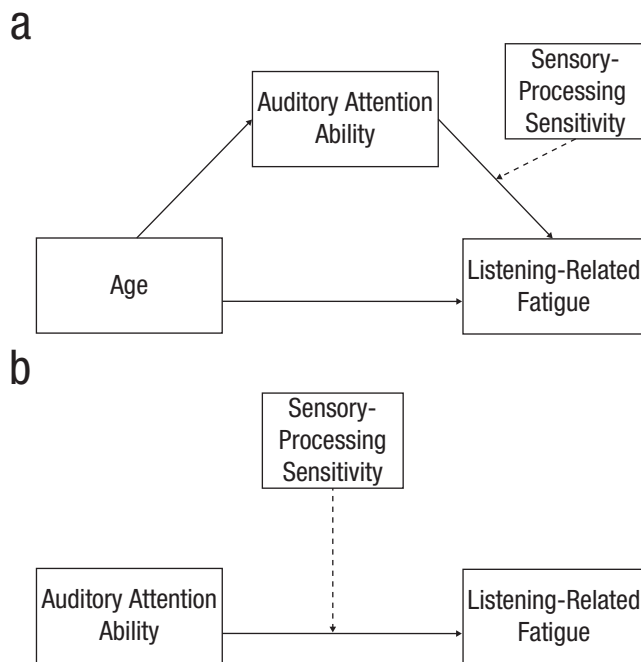 a
Sensory-
Processing
Sensitivity
Auditory Attention
Ability
Age
Listening-Related
Fatigue
b
Sensory-
Processing
Sensitivity
Auditory Attention
Ability
Listening-Related
Fatigue